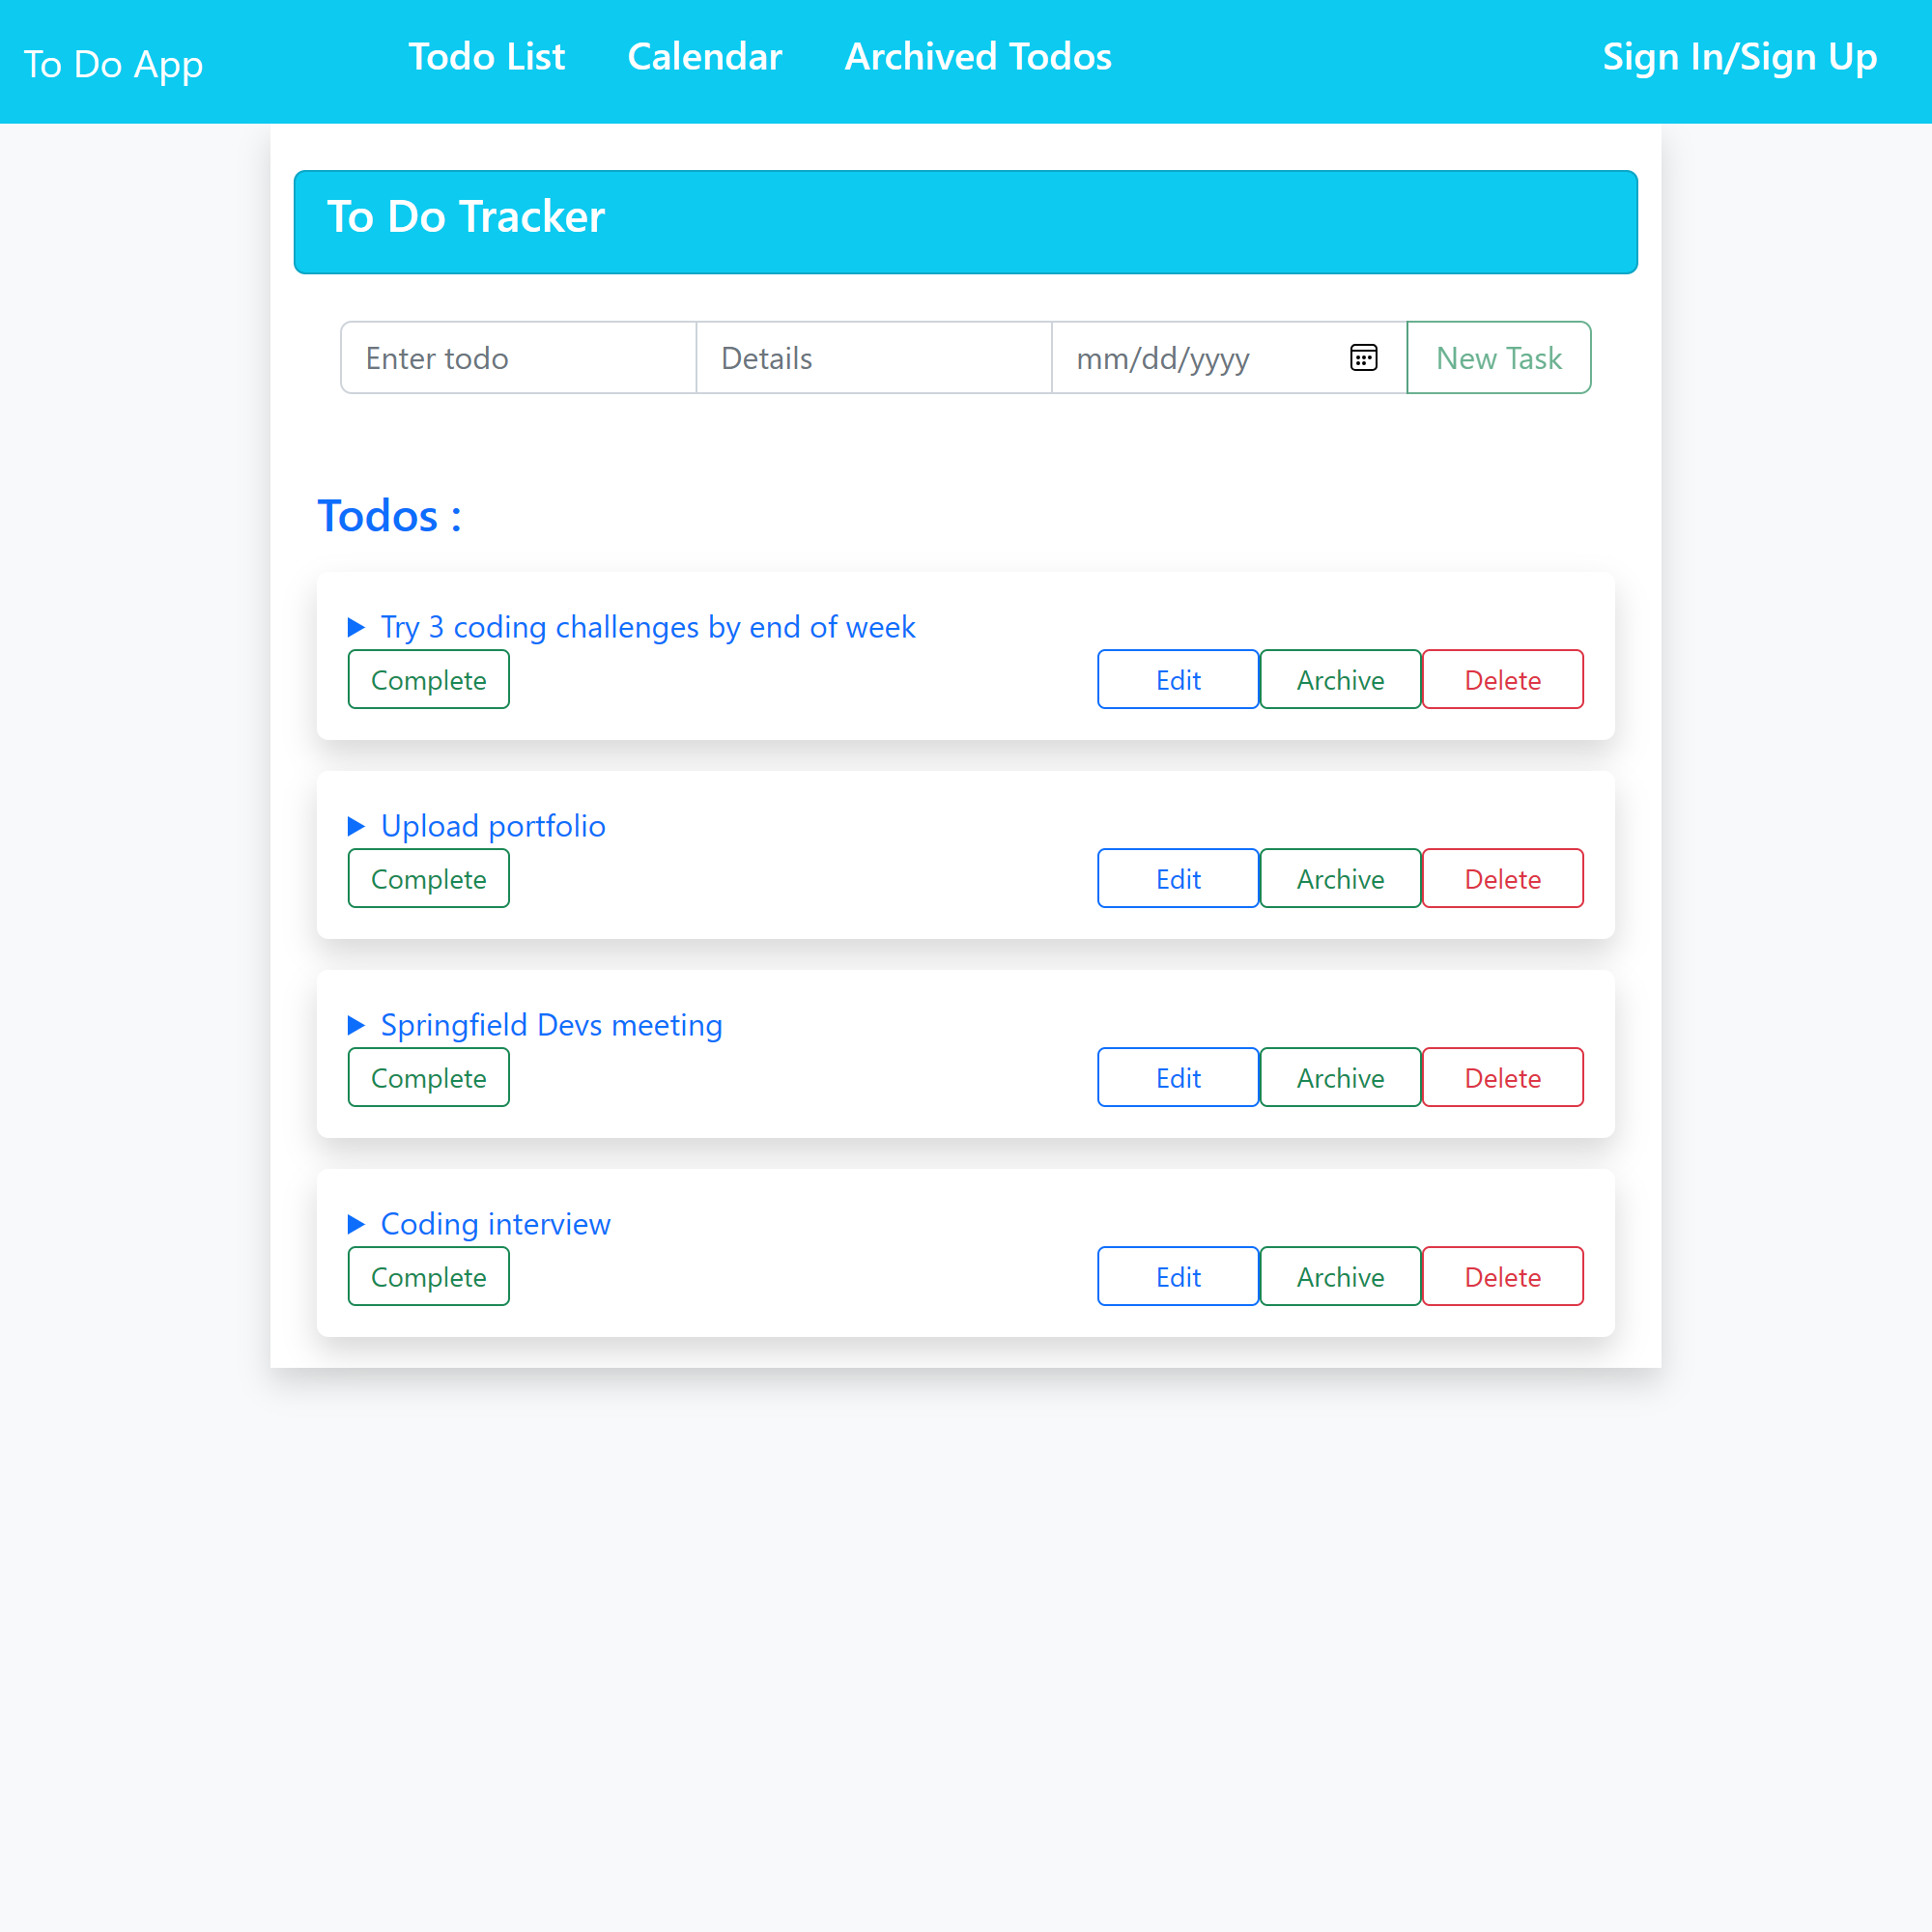 To Do App Todo List Calendar Archived Todos Sign In/Sign Up
To Do Tracker
Enter todo Details mm/dd/yyyy New Task
Todos :
Try 3 coding challenges by end of week
Complete Edit Archive Delete
Upload portfolio
Complete Edit Archive Delete
Springfield Devs meeting
Complete Edit Archive Delete
Coding interview
Complete Edit Archive Delete